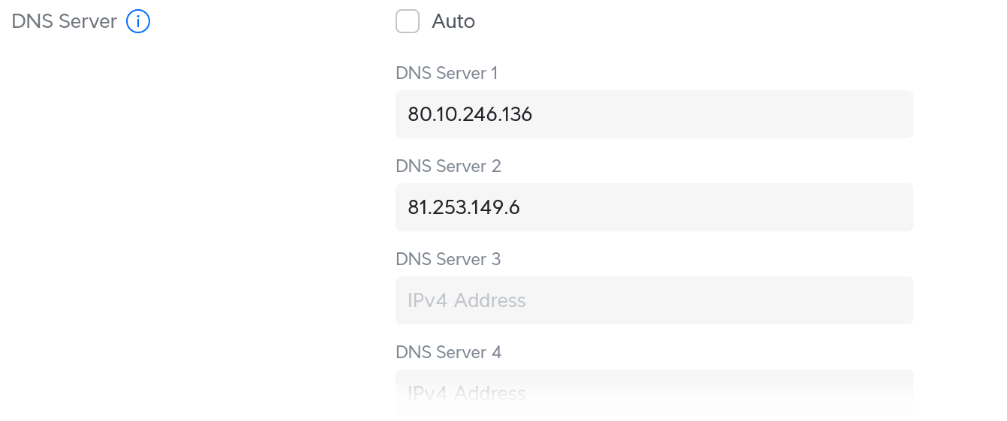 DNS Server
Auto
DNS Server 1
80.10.246.136
DNS Server 2
81.253.149.6
DNS Server 3
IPv4 Address
DNS Server 4
IPv4 Address